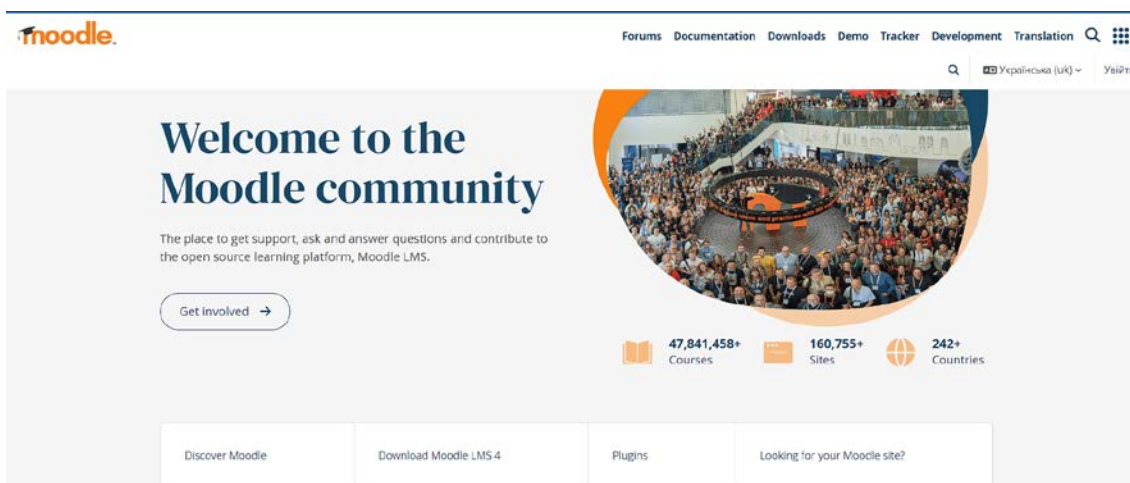 moodle.
Forums Documentation Downloads Demo Tracker Development Translation
Українська (uk) Увійт
Welcome to the
Moodle community
The place to get support, ask and answer questions and contribute to
the open source learning platform, Moodle LMS.
Get involved →
47,841,458+ 160,755+ 242+
Courses Sites Countries
Discover Moodle Download Moodle LMS 4 Plugins Looking for your Moodle site?